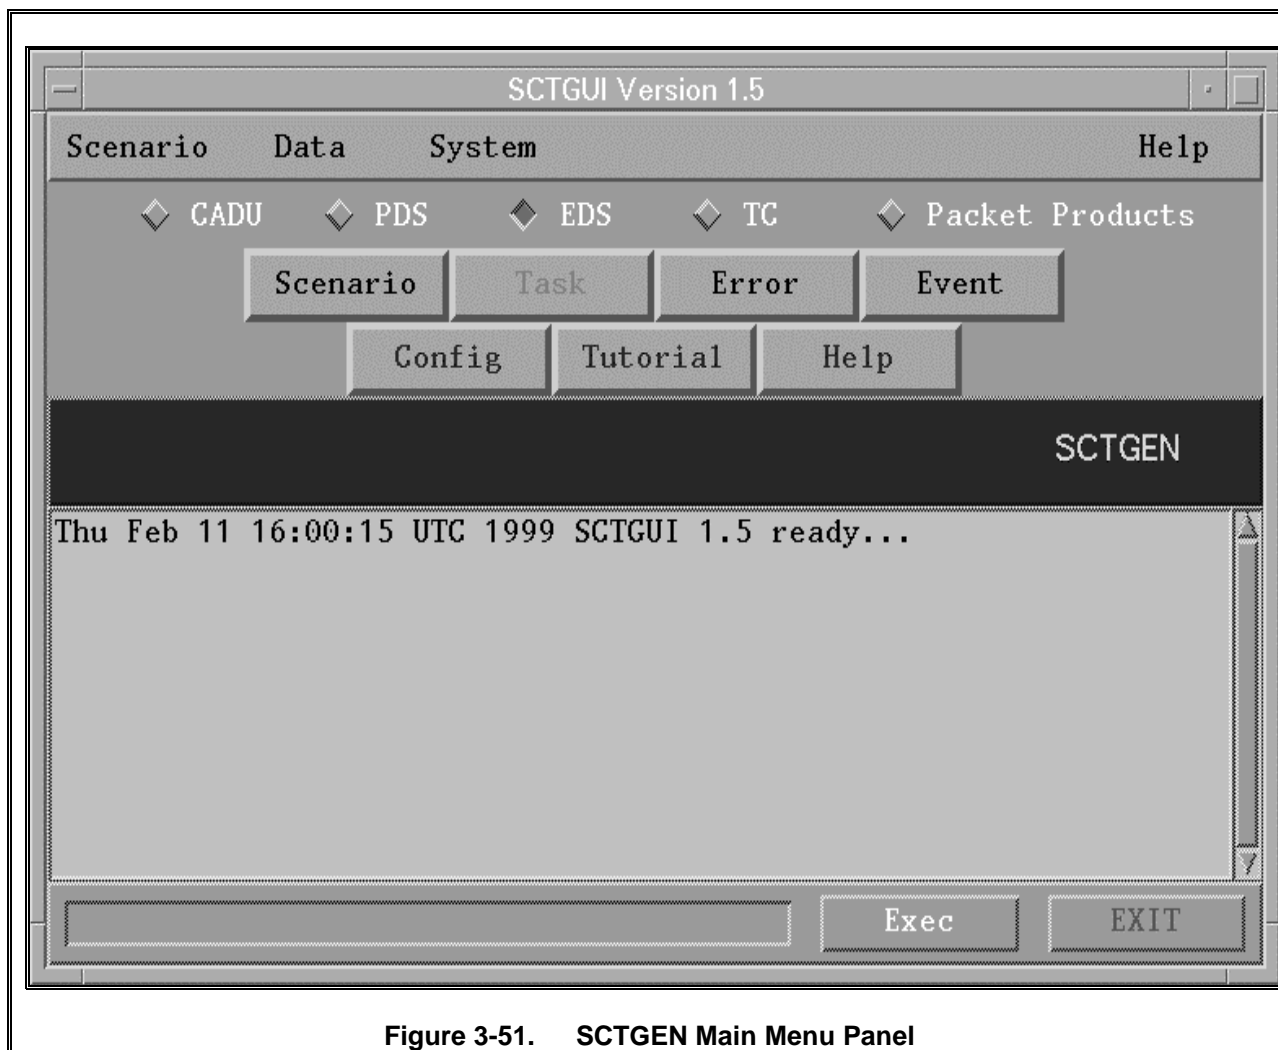 SCTGUI Version 1.5
Scenario Data System Help
CADU PDS EDS TC Packet Products
Scenario Task Error Event
Config Tutorial Help
SCTGEN
Thu Feb 11 16:00:15 UTC 1999 SCTGUI 1.5 ready...
Exec EXIT
Figure 3-51. SCTGEN Main Menu Panel